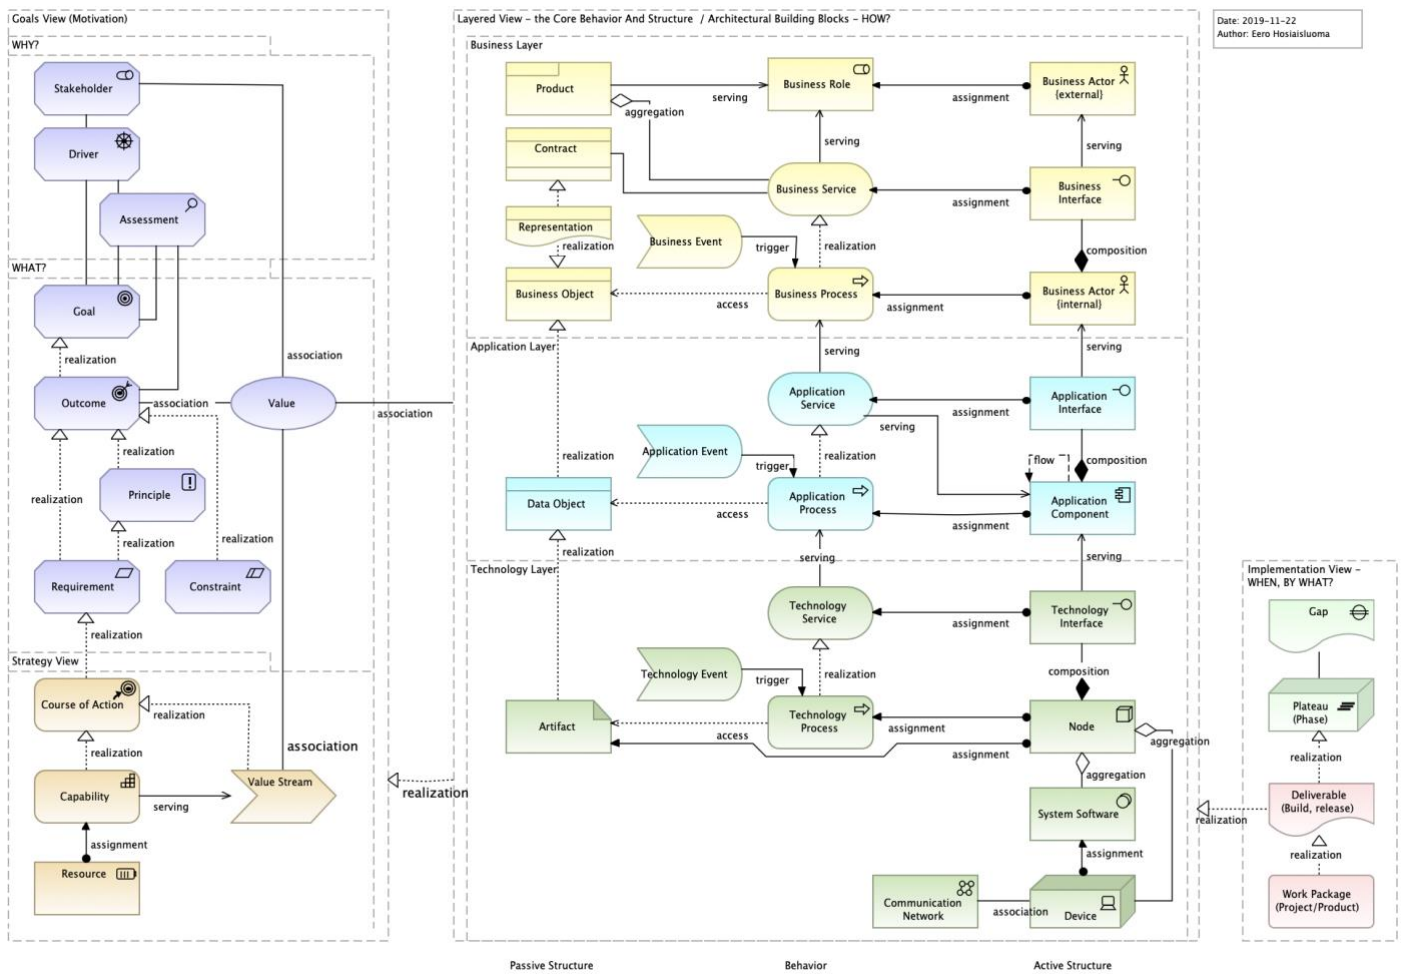 Goals View (Motivation)
WHY?
Stakeholder
Driver
Assessment
WHAT?
Goal
realization
association
Outcome
association
Value
association
realization
realization
Principle
realization
realization
Requirement
Constraint
realization
Strategy View
Course of Action
realization
realization
association
Capability
serving
Value Stream
assignment
Resource
realization
Layered View - the Core Behavior And Structure / Architectural Building Blocks - HOW?
Business Layer
Product
serving
Business Role
assignment
Business Actor
{external}
aggregation
Contract
serving
serving
Business Service
assignment
Business
Interface
Representation
realization
Business Event
trigger
realization
composition
Business Object
access
Business Process
assignment
Business Actor
{internal}
Application Layer
serving
serving
Application
Service
assignment
Application
Interface
serving
realization
Application Event
trigger
realization
flow
composition
Data Object
access
Application
Process
assignment
Application
Component
realization
serving
serving
Technology Layer
Technology
Service
assignment
Technology
Interface
Technology Event
trigger
realization
composition
Artifact
access
Technology
Process
assignment
assignment
Node
aggregation
aggregation
System Software
assignment
Communication
Network
association
Device
Date: 2019-11-22
Author: Eero Hosiaisluoma
Implementation View -
WHEN, BY WHAT?
Gap
Plateau
(Phase)
realization
Deliverable
(Build, release)
realization
realization
Work Package
(Project/Product)
Passive Structure
Behavior
Active Structure